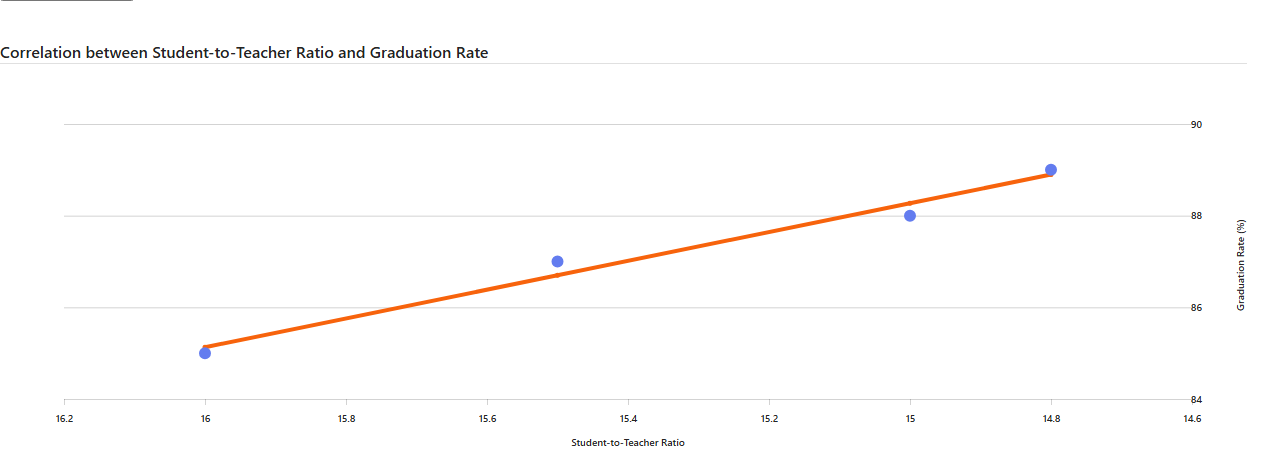 Correlation between Student-to-Teacher Ratio and Graduation Rate
90
88
86
84
Graduation Rate (%)
16.2 16 15.8 15.6 15.4 15.2 15 14.8 14.6
Student-to-Teacher Ratio